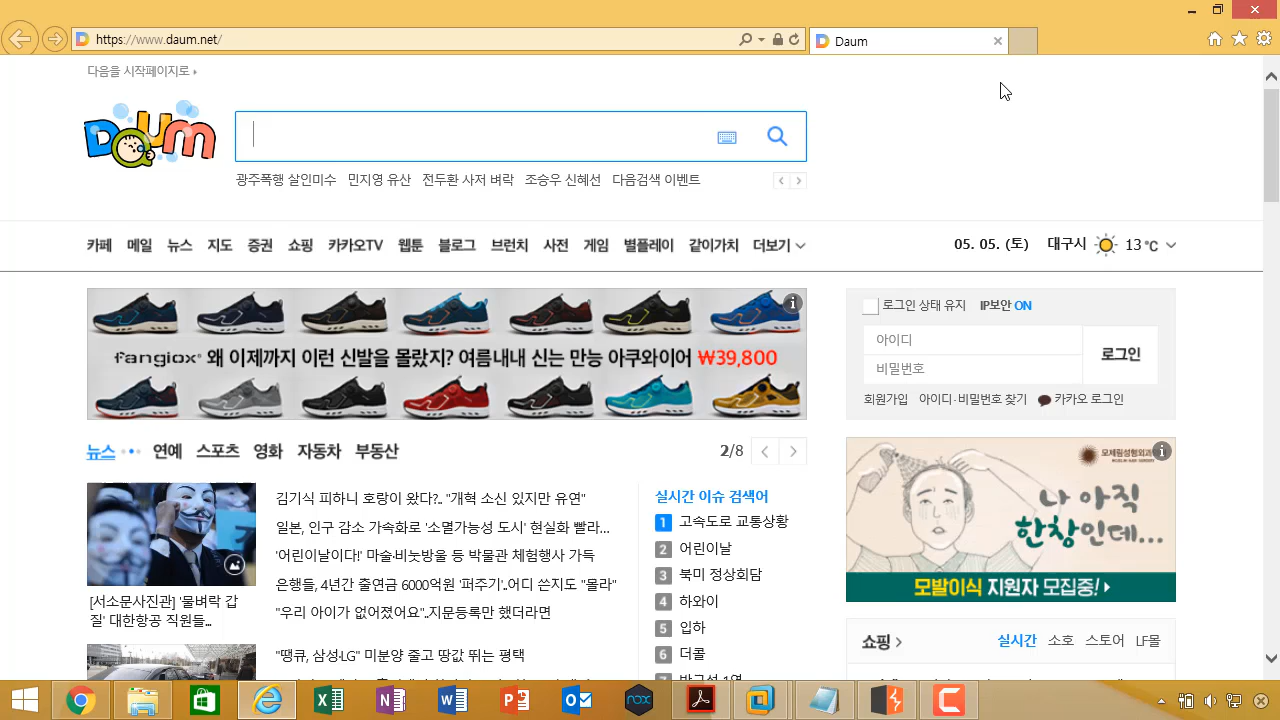 https://www.daum.net/
Daum
다음을 시작페이지로
Daum
광주폭행 살인미수 민지영 유산 전두환 사저 벼락 조승우 신혜선 다음검색 이벤트
카페 메일 뉴스 지도 증권 쇼핑 카카오TV 웹툰 블로그 브런치 사전 게임 별플레이 같이가치 더보기
05. 05. (토) 대구시 13 ℃
fangiox® 왜 이제까지 이런 신발을 몰랐지? 여름내내 신는 만능 아쿠와이어 ₩39,800
로그인 상태 유지 IP보안 ON
아이디
비밀번호
로그인
회원가입 아이디·비밀번호 찾기 카카오 로그인
뉴스 연예 스포츠 영화 자동차 부동산 2/8
[서소문사진관] '물벼락 갑
질' 대한항공 직원들...
김기식 피하니 호랑이 왔다?.. "개혁 소신 있지만 유연"
일본, 인구 감소 가속화로 '소멸가능성 도시' 현실화 빨라...
'어린이날이다!' 마술·비눗방울 등 박물관 체험행사 가득
은행들, 4년간 출연금 6000억원 '퍼주기'..어디 쓴지도 "몰라"
"우리 아이가 없어졌어요"..지문등록만 했더라면
"땡큐, 삼성·LG" 미분양 줄고 땅값 뛰는 평택
실시간 이슈 검색어
1 고속도로 교통상황
2 어린이날
3 북미 정상회담
4 하와이
5 입하
6 더콜
모제림성형외과
나 아직
한창인데...
모발이식 지원자 모집중!
쇼핑 실시간 소호 스토어 LF몰
nox